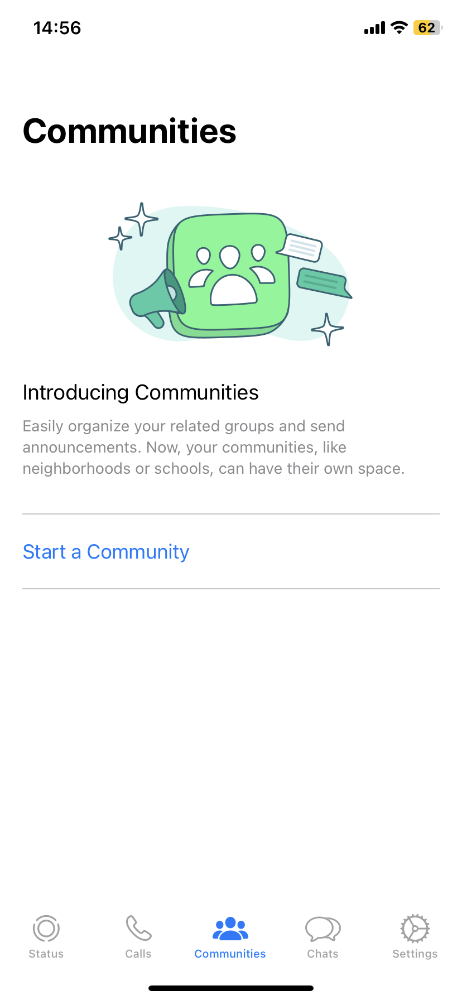 14:56
62
Communities
Introducing Communities
Easily organize your related groups and send
announcements. Now, your communities, like
neighborhoods or schools, can have their own space.
Start a Community
Status
Calls
Communities
Chats
Settings